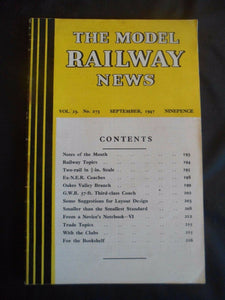 THE MODEL
RAILWAY
NEWS
VOL. 23. No. 273 SEPTEMBER, 1947 NINEPENCE
CONTENTS
Notes of the Month 193
Railway Topics 194
Two-rail in ½-in. Scale 195
Ex-N.E.R. Coaches 198
Oakes Valley Branch 199
G.W.R. 57-ft. Third-class Coach 202
Some Suggestions for Layout Design 205
Smaller than the Smallest Standard 208
From a Novice's Notebook—VI 212
Trade Topics 215
With the Clubs 215
For the Bookshelf 216